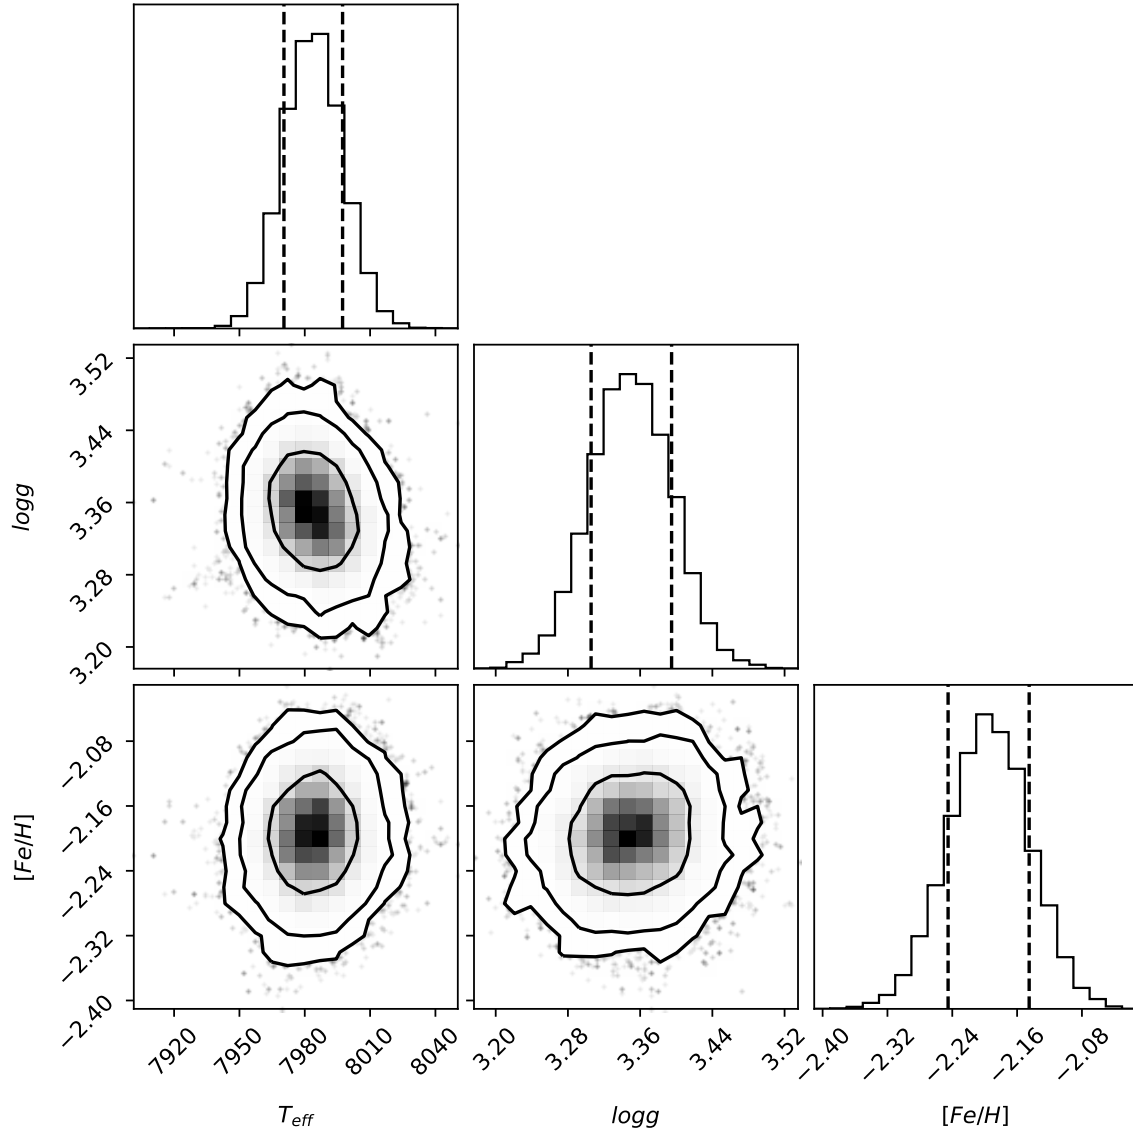 3.52
3.44
3.36
3.28
3.20
logg
−2.08
−2.16
−2.24
−2.32
−2.40
[Fe/H]
7920 7950 7980 8010 8040
3.20 3.28 3.36 3.44 3.52
−2.40 −2.32 −2.24 −2.16 −2.08
T_eff logg [Fe/H]